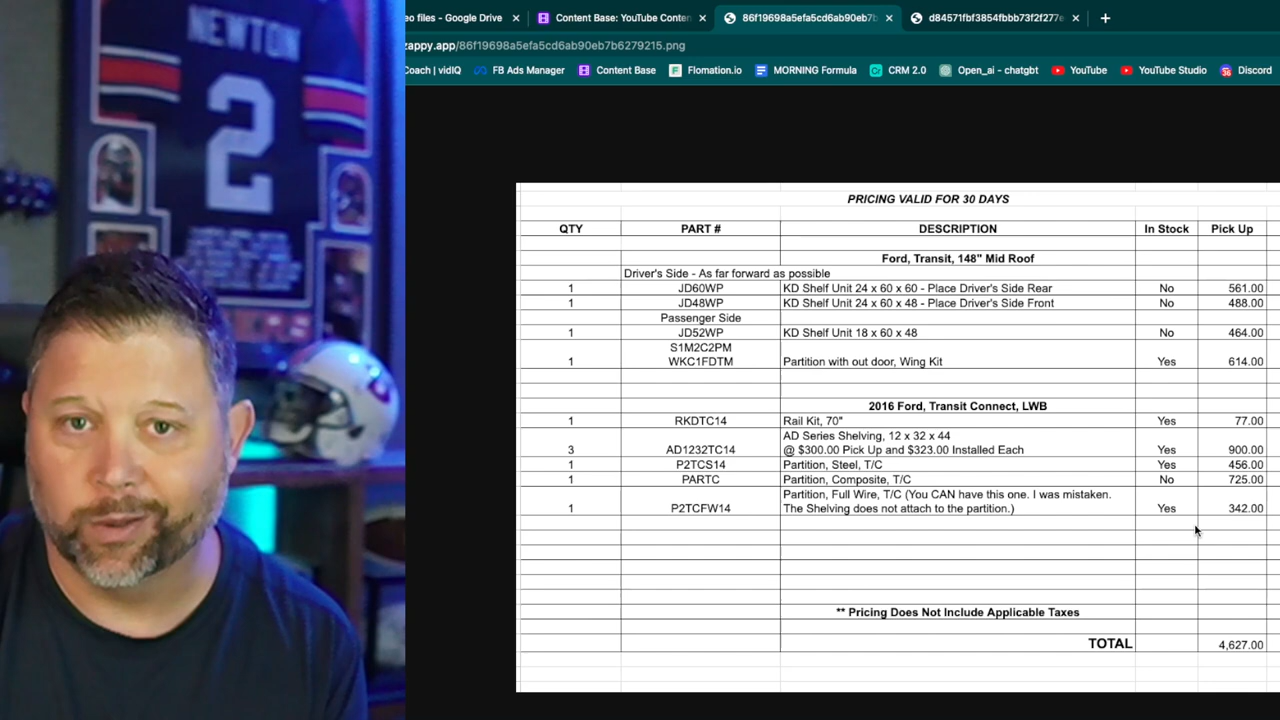 NEWTON
2
eo files - Google Drive
Content Base: YouTube Conten
86f19698a5efa5cd6ab90eb7b
d84571fbf3854fbbb73f2f277e
zappy.app/86f19698a5efa5cd6ab90eb7b6279215.png
Coach | vidIQ
FB Ads Manager
Content Base
Flomation.io
MORNING Formula
CRM 2.0
Open_ai - chatgbt
YouTube
YouTube Studio
Discord
PRICING VALID FOR 30 DAYS
QTY PART # DESCRIPTION In Stock Pick Up
Ford, Transit, 148" Mid Roof
Driver's Side - As far forward as possible
1 JD60WP KD Shelf Unit 24 x 60 x 60 - Place Driver's Side Rear No 561.00
1 JD48WP KD Shelf Unit 24 x 60 x 48 - Place Driver's Side Front No 488.00
Passenger Side
1 JD52WP KD Shelf Unit 18 x 60 x 48 No 464.00
S1M2C2PM
1 WKC1FDTM Partition with out door, Wing Kit Yes 614.00
2016 Ford, Transit Connect, LWB
1 RKDTC14 Rail Kit, 70" Yes 77.00
AD Series Shelving, 12 x 32 x 44
3 AD1232TC14 @ $300.00 Pick Up and $323.00 Installed Each Yes 900.00
1 P2TCS14 Partition, Steel, T/C Yes 456.00
1 PARTC Partition, Composite, T/C No 725.00
Partition, Full Wire, T/C (You CAN have this one. I was mistaken.
1 P2TCFW14 The Shelving does not attach to the partition.) Yes 342.00
** Pricing Does Not Include Applicable Taxes
TOTAL 4,627.00